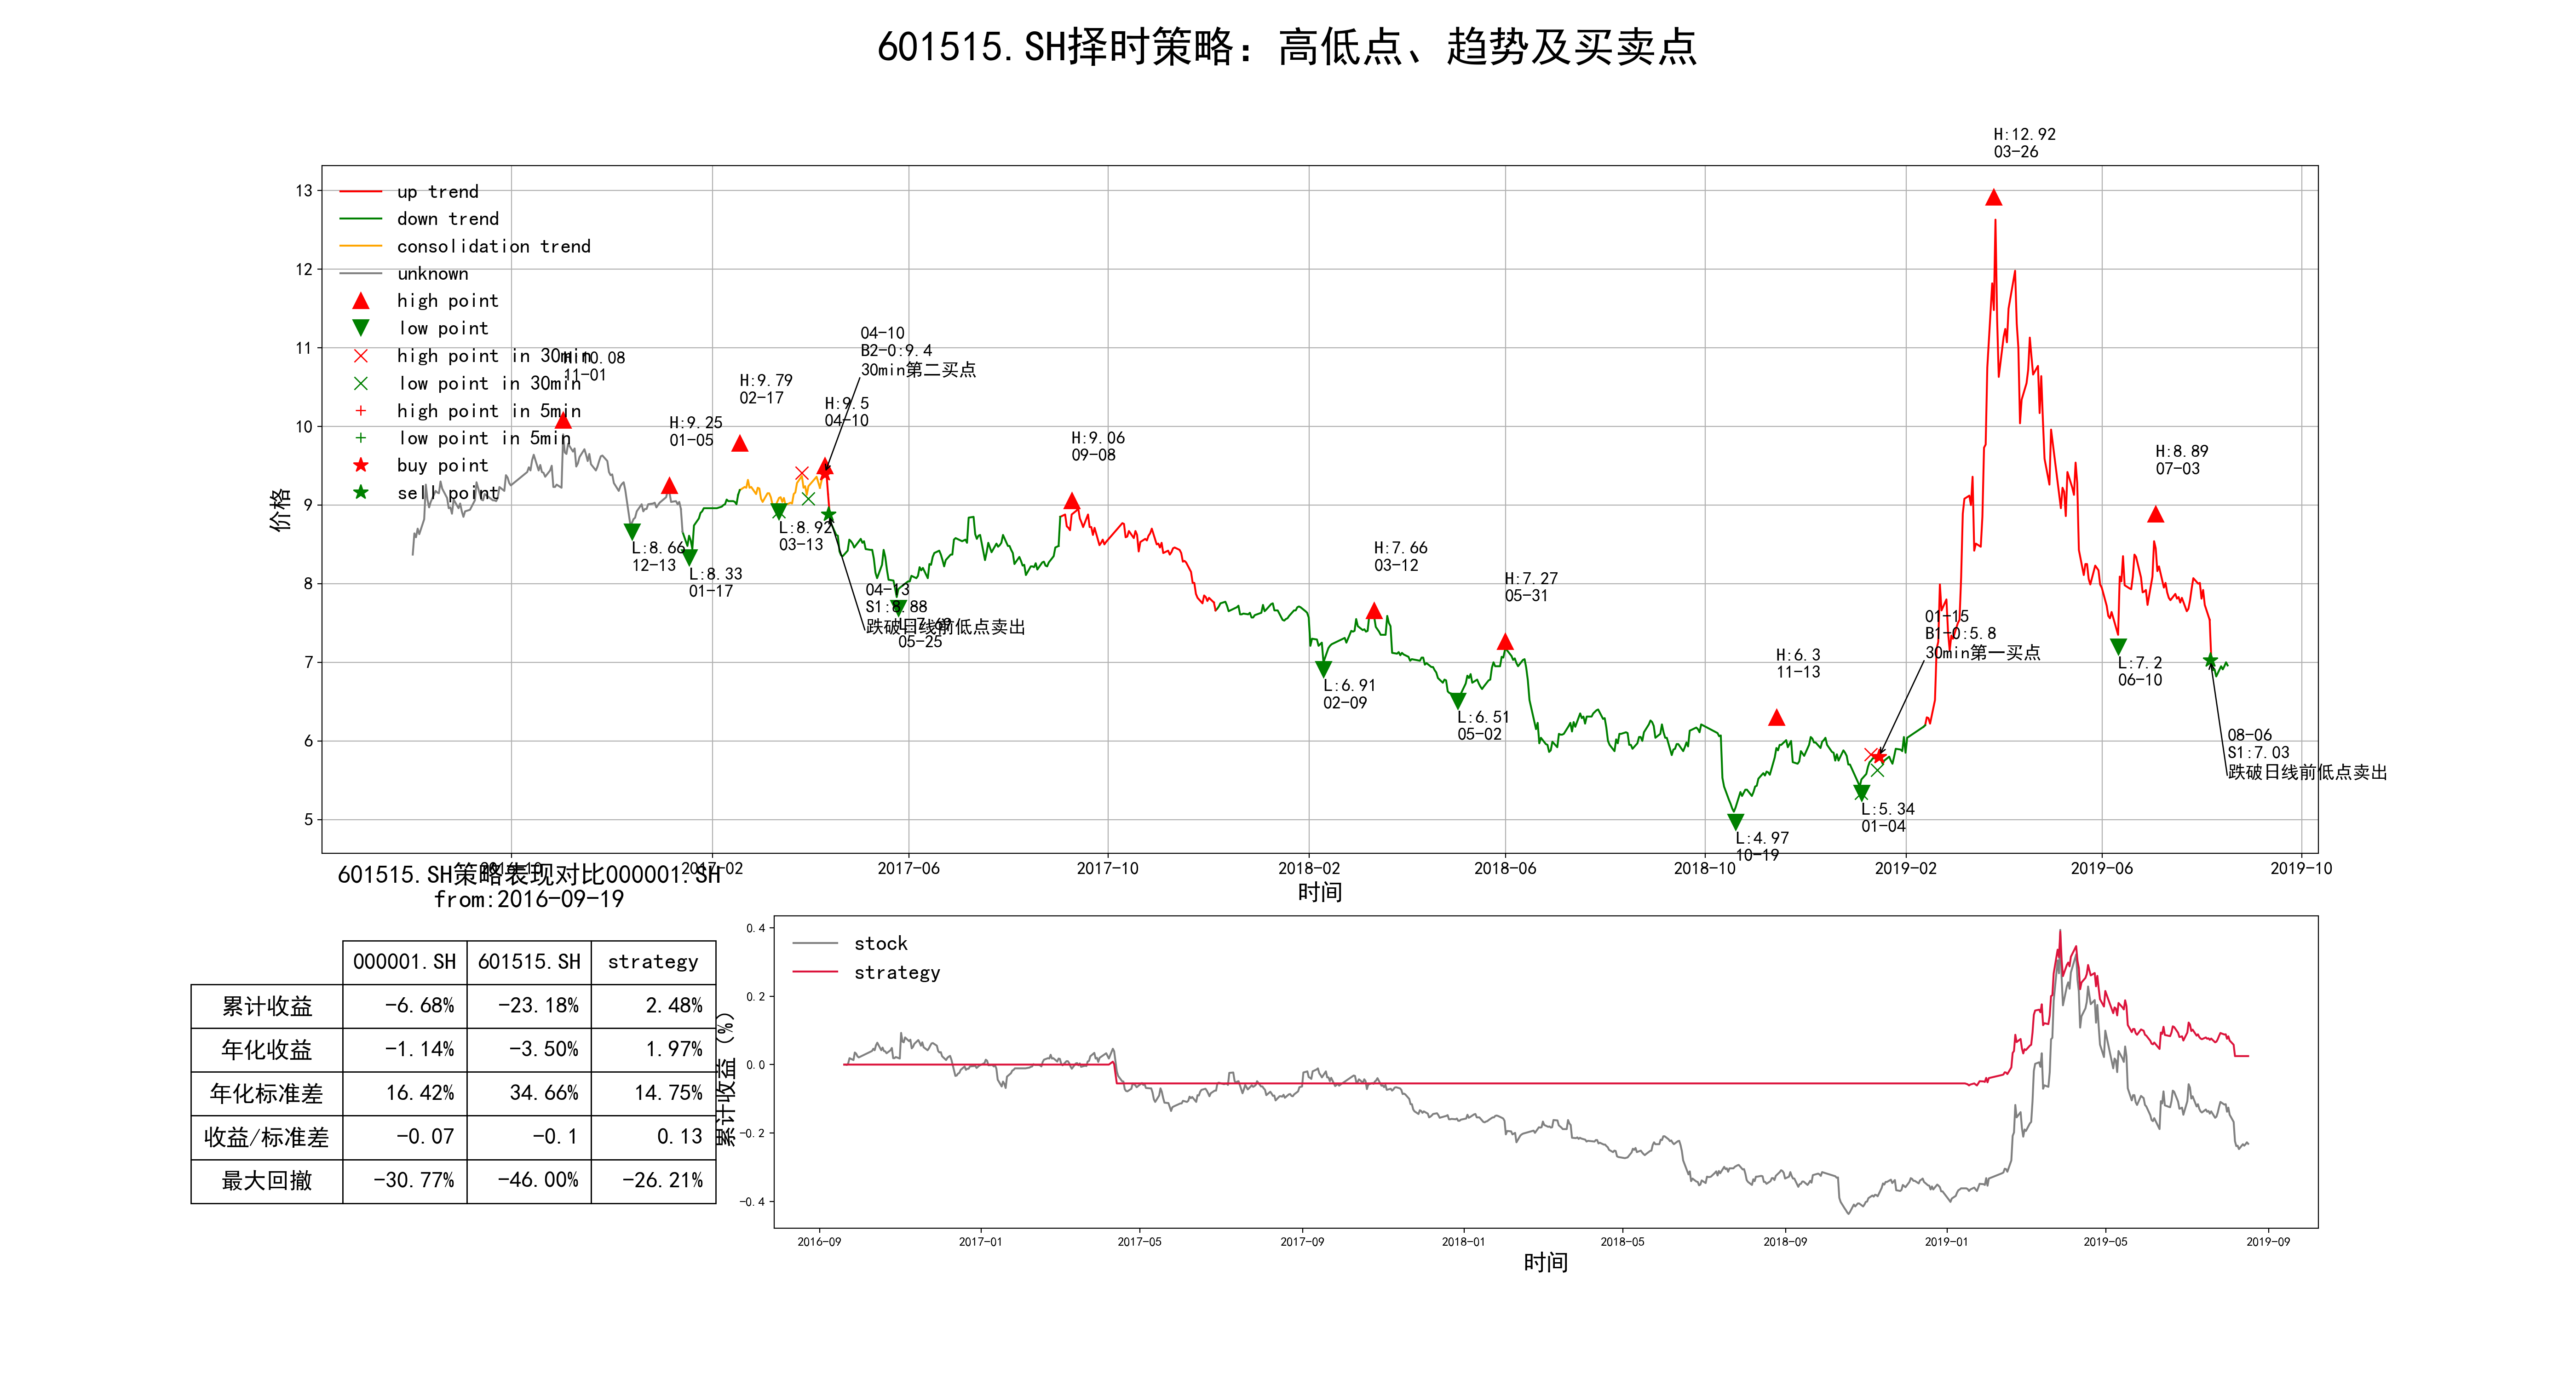 601515.SH择时策略: 高低点、趋势及买卖点
up trend
down trend
consolidation trend
unknown
high point
low point
high point in 30min
low point in 30min
high point in 5min
low point in 5min
buy point
sell point
价格
13
12
11
10
9
8
7
6
5
H:10.08
11-01
L:8.66
12-13
H:9.25
01-05
L:8.33
01-17
H:9.79
02-17
L:8.92
03-13
H:9.5
04-10
04-10
B2-0:9.4
30min第二买点
04-13
S1:8.88
跌破日线前低点卖出
L:7.69
05-25
H:9.06
09-08
L:6.91
02-09
H:7.66
03-12
L:6.51
05-02
H:7.27
05-31
L:4.97
10-19
H:6.3
11-13
L:5.34
01-04
01-15
B1-0:5.8
30min第一买点
H:12.92
03-26
L:7.2
06-10
H:8.89
07-03
08-06
S1:7.03
跌破日线前低点卖出
2016-10
2017-02
2017-06
2017-10
2018-02
2018-06
2018-10
2019-02
2019-06
2019-10
时间
601515.SH策略表现对比000001.SH
from:2016-09-19
000001.SH 601515.SH strategy
累计收益 -6.68% -23.18% 2.48%
年化收益 -1.14% -3.50% 1.97%
年化标准差 16.42% 34.66% 14.75%
收益/标准差 -0.07 -0.1 0.13
最大回撤 -30.77% -46.00% -26.21%
累计收益 (%)
0.4
0.2
0.0
-0.2
-0.4
stock
strategy
2016-09
2017-01
2017-05
2017-09
2018-01
2018-05
2018-09
2019-01
2019-05
2019-09
时间